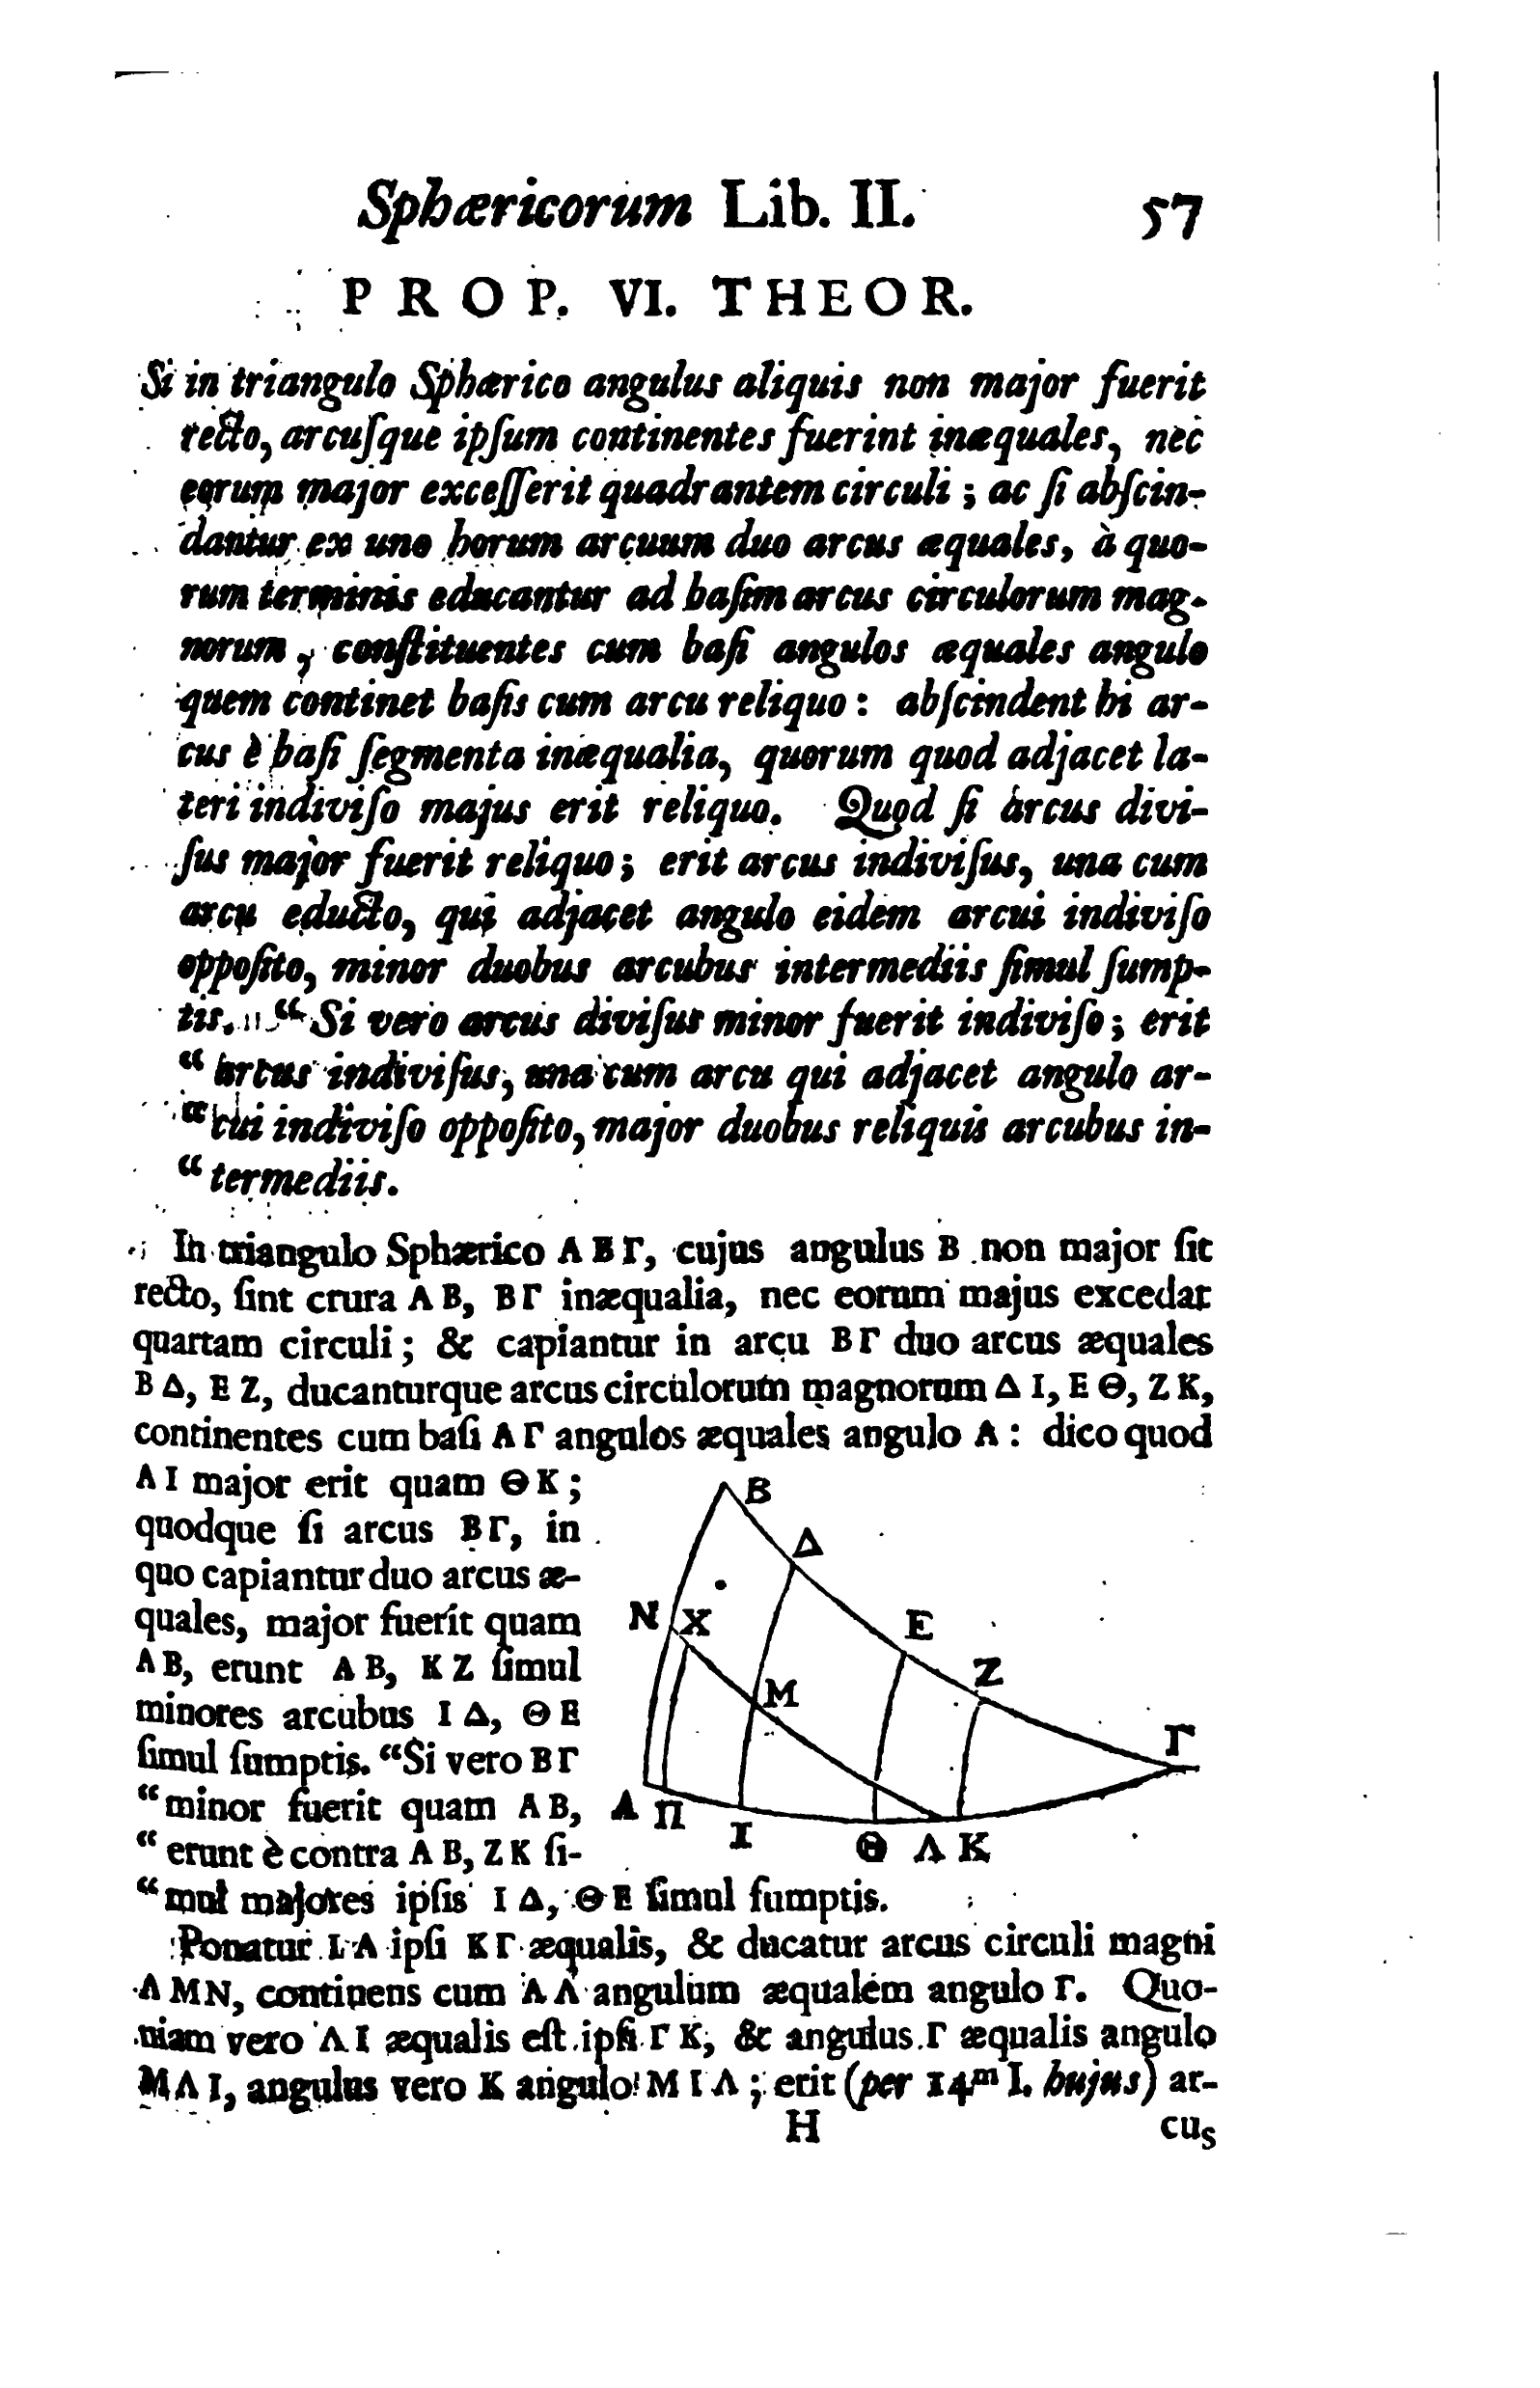 Sphæricorum Lib. II. 57
PROP. VI. THEOR.
Si in triangulo Sphærico angulus aliquis non major fuerit
recto, arcuſque ipſum continentes fuerint inæquales, nec
eorum major exceſſerit quadrantem circuli; ac ſi abſcin-
dantur ex uno horum arcuum duo arcus æquales, à quo-
rum terminis educantur ad baſim arcus circulorum mag-
norum, conſtituentes cum baſi angulos æquales angulo
quem continet baſis cum arcu reliquo: abſcindent hi ar-
cus è baſi ſegmenta inæqualia, quorum quod adjacet la-
teri indiviſo majus erit reliquo. Quod ſi arcus divi-
ſus major fuerit reliquo; erit arcus indiviſus, una cum
arcu educto, qui adjacet angulo eidem arcui indiviſo
oppoſito, minor duobus arcubus intermediis ſimul ſump-
tis. “Si vero arcus diviſus minor fuerit indiviſo; erit
“arcus indiviſus, una cum arcu qui adjacet angulo ar-
“cui indiviſo oppoſito, major duobus reliquis arcubus in-
“termediis.
In triangulo Sphærico Α Β Γ, cujus angulus Β non major ſit
recto, ſint crura Α Β, Β Γ inæqualia, nec eorum majus excedat
quartam circuli; & capiantur in arcu Β Γ duo arcus æquales
Β Δ, Ε Ζ, ducanturque arcus circulorum magnorum Δ Ι, Ε Θ, Ζ Κ,
continentes cum baſi Α Γ angulos æquales angulo Α: dico quod
Α Ι major erit quam Θ Κ;
quodque ſi arcus Β Γ, in
quo capiantur duo arcus æ-
quales, major fuerit quam
Α Β, erunt Α Β, Κ Ζ ſimul
minores arcubus Ι Δ, Θ Ε
ſimul ſumptis. “Si vero Β Γ
“minor fuerit quam Α Β,
“erunt è contra Α Β, Ζ Κ ſi-
“mul majores ipſis Ι Δ, Θ Ε ſimul ſumptis.
Β
Δ
Ν Χ
Ε
Ζ
Μ
Γ
Α Π
Ι
Θ Λ Κ
Ponatur Ι Λ ipſi Κ Γ æqualis, & ducatur arcus circuli magni
Λ Μ Ν, continens cum Λ Α angulum æqualem angulo Γ. Quo-
niam vero Λ Ι æqualis eſt ipſi Γ Κ, & angulus Γ æqualis angulo
Μ Λ Ι, angulus vero Κ angulo Μ Ι Λ; erit (per 14ᵐ I. hujus) ar-
H cus